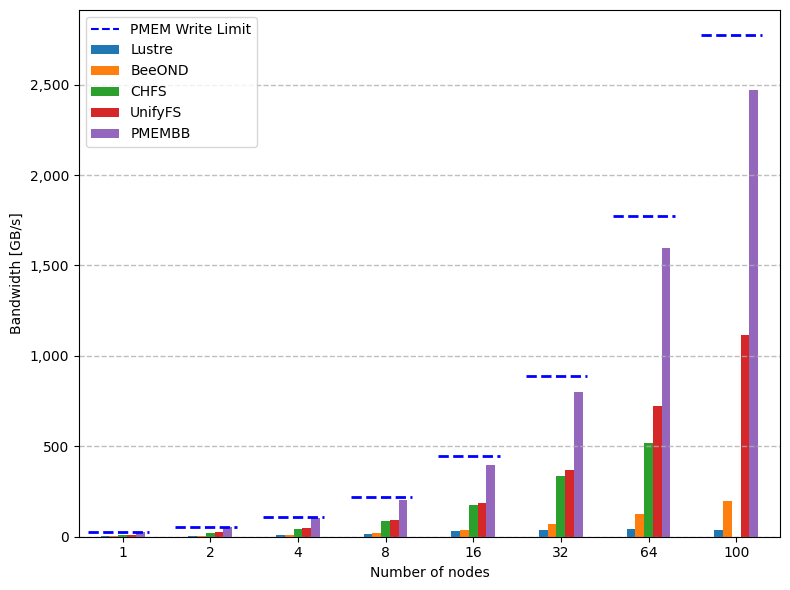 PMEM Write Limit
Lustre
BeeOND
CHFS
UnifyFS
PMEMBB
2,500
2,000
1,500
1,000
500
0
Bandwidth [GB/s]
1 2 4 8 16 32 64 100
Number of nodes